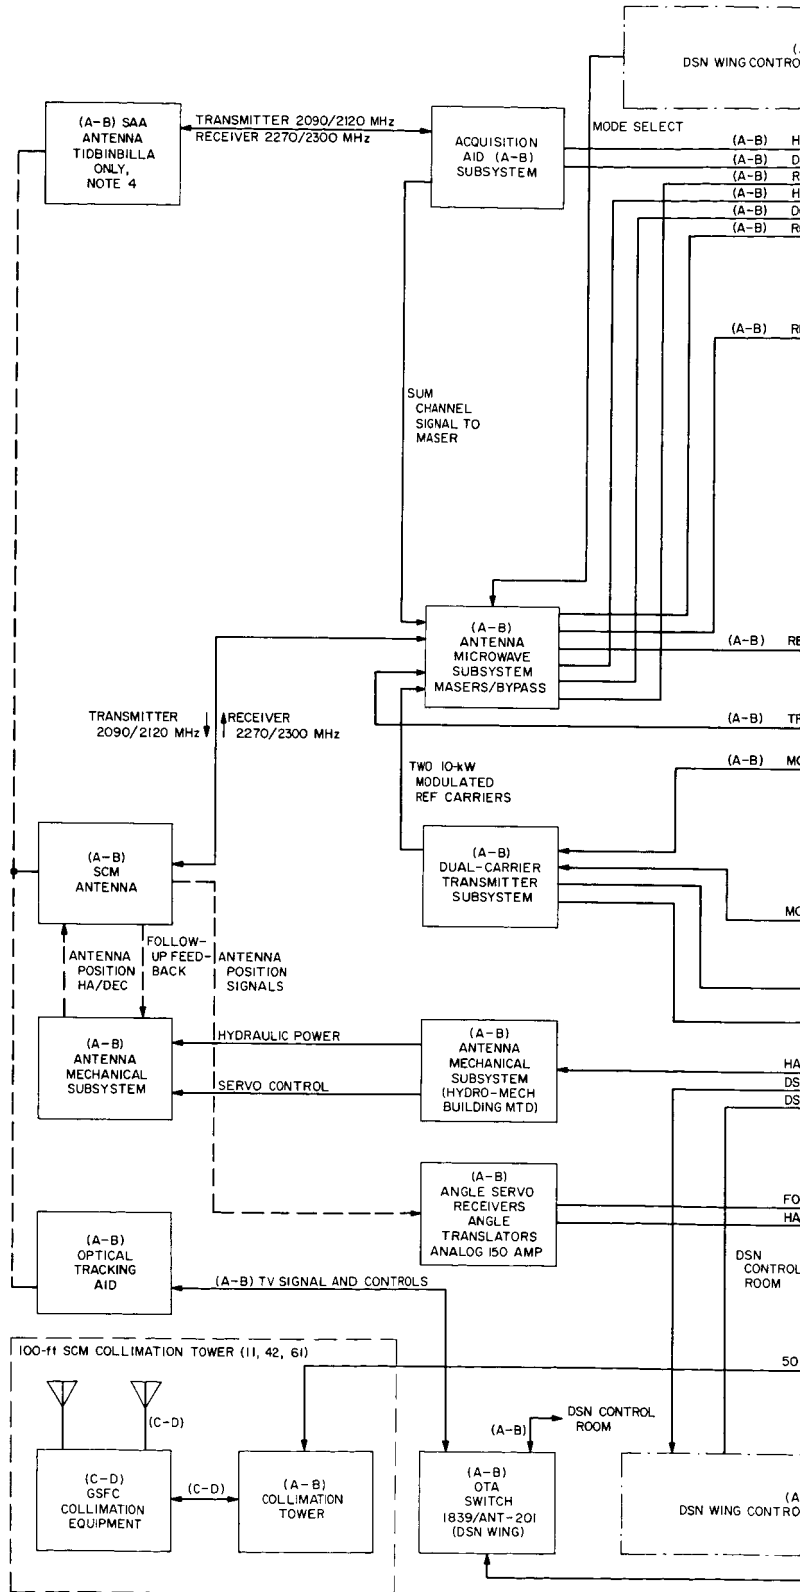 (A-B) SAA
ANTENNA
TIDBINBILLA
ONLY,
NOTE 4
TRANSMITTER 2090/2120 MHz
RECEIVER 2270/2300 MHz
ACQUISITION
AID (A-B)
SUBSYSTEM
DSN WING CONTRO
MODE SELECT
(A-B) H
(A-B) D
(A-B) R
(A-B) H
(A-B) D
(A-B) R
(A-B) R
SUM
CHANNEL
SIGNAL TO
MASER
(A-B)
ANTENNA
MICROWAVE
SUBSYSTEM
MASERS/BYPASS
(A-B) RE
(A-B) TR
(A-B) MO
TRANSMITTER
2090/2120 MHz
RECEIVER
2270/2300 MHz
TWO 10-kW
MODULATED
REF CARRIERS
(A-B)
SCM
ANTENNA
(A-B)
DUAL-CARRIER
TRANSMITTER
SUBSYSTEM
MO
ANTENNA
POSITION
HA/DEC
FOLLOW-
UP FEED-
BACK
ANTENNA
POSITION
SIGNALS
(A-B)
ANTENNA
MECHANICAL
SUBSYSTEM
HYDRAULIC POWER
SERVO CONTROL
(A-B)
ANTENNA
MECHANICAL
SUBSYSTEM
(HYDRO-MECH
BUILDING MTD)
HA
DS
DS
(A-B)
ANGLE SERVO
RECEIVERS
ANGLE
TRANSLATORS
ANALOG 150 AMP
FO
HA
(A-B)
OPTICAL
TRACKING
AID
(A-B) TV SIGNAL AND CONTROLS
DSN
CONTROL
ROOM
100-ft SCM COLLIMATION TOWER (11, 42, 61)
50
(C-D)
(C-D)
GSFC
COLLIMATION
EQUIPMENT
(C-D)
(A-B)
COLLIMATION
TOWER
(A-B)
DSN CONTROL
ROOM
(A-B)
OTA
SWITCH
1839/ANT-201
(DSN WING)
(A
DSN WING CONTRO